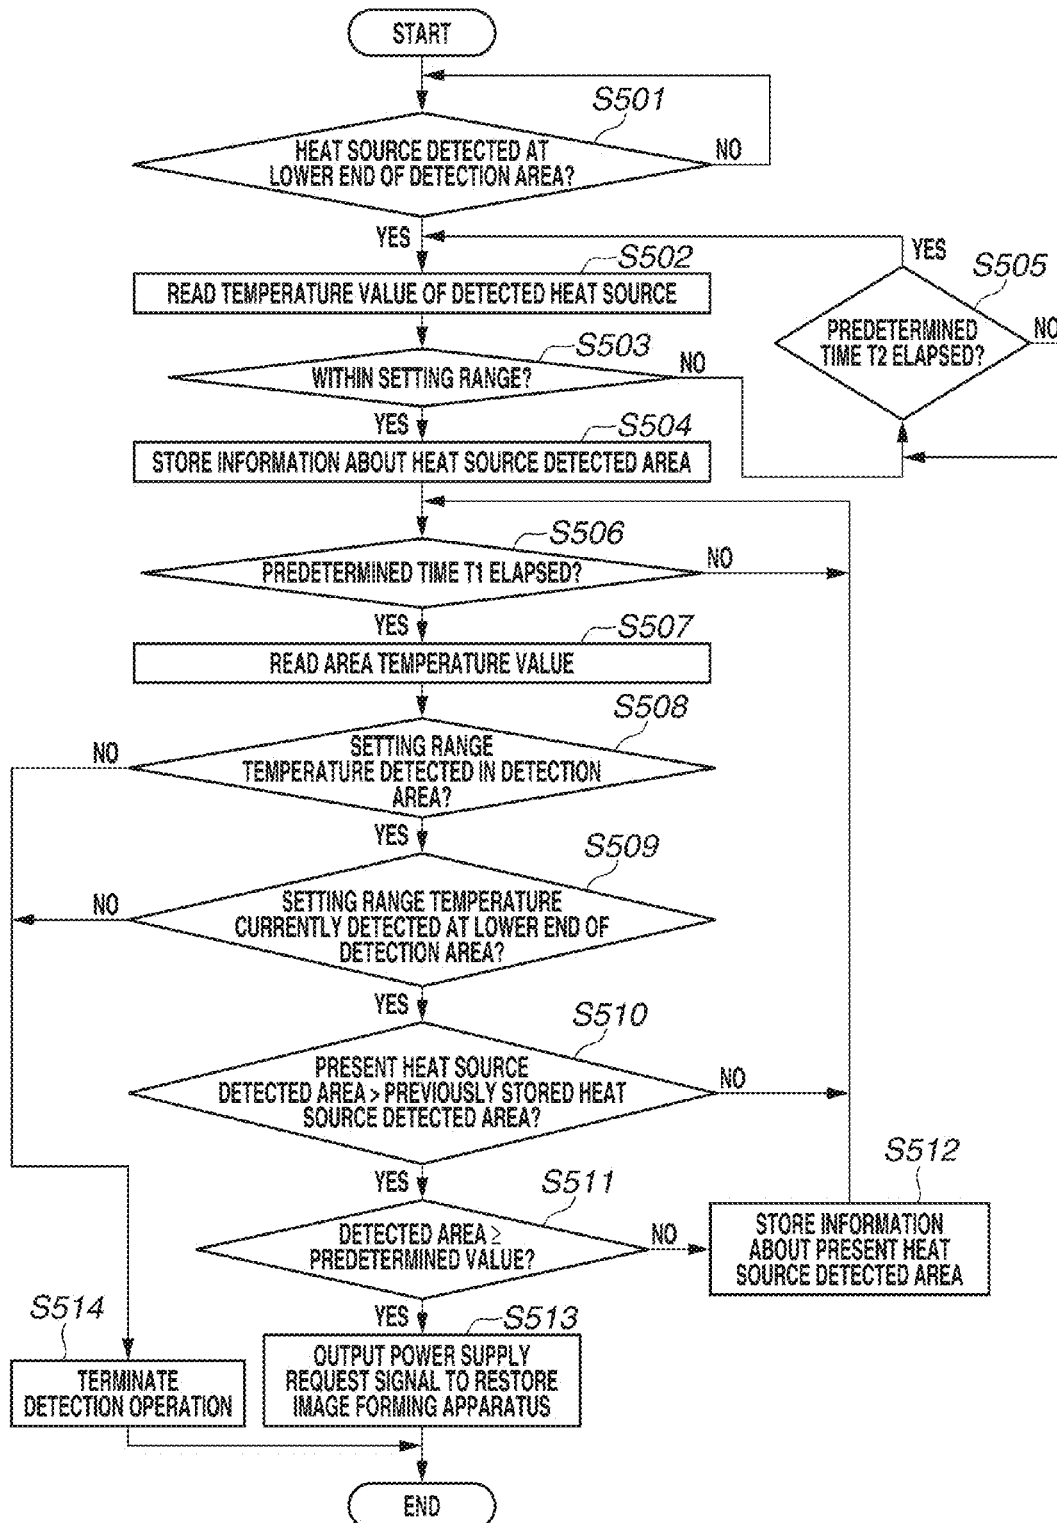 START
S501
HEAT SOURCE DETECTED AT
LOWER END OF DETECTION AREA?
NO
YES
S502
READ TEMPERATURE VALUE OF DETECTED HEAT SOURCE
YES
S505
PREDETERMINED
TIME T2 ELAPSED?
NO
S503
WITHIN SETTING RANGE?
NO
YES
S504
STORE INFORMATION ABOUT HEAT SOURCE DETECTED AREA
S506
PREDETERMINED TIME T1 ELAPSED?
NO
YES
S507
READ AREA TEMPERATURE VALUE
S508
SETTING RANGE
TEMPERATURE DETECTED IN DETECTION
AREA?
NO
YES
S509
SETTING RANGE TEMPERATURE
CURRENTLY DETECTED AT LOWER END OF
DETECTION AREA?
NO
YES
S510
PRESENT HEAT SOURCE
DETECTED AREA > PREVIOUSLY STORED HEAT
SOURCE DETECTED AREA?
NO
YES
S511
DETECTED AREA ≥
PREDETERMINED VALUE?
NO
S512
STORE INFORMATION
ABOUT PRESENT HEAT
SOURCE DETECTED AREA
YES
S513
OUTPUT POWER SUPPLY
REQUEST SIGNAL TO RESTORE
IMAGE FORMING APPARATUS
S514
TERMINATE
DETECTION OPERATION
END